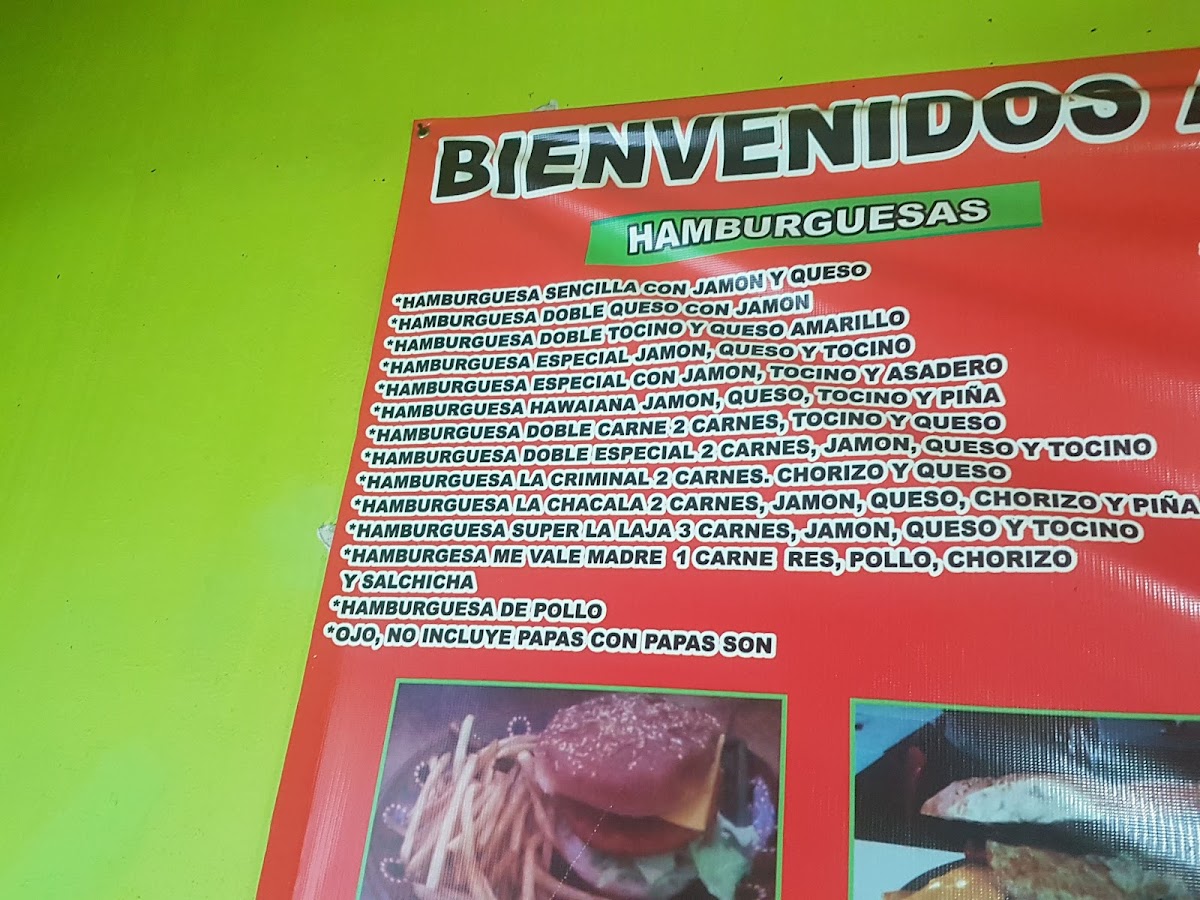 BIENVENIDOS
HAMBURGUESAS
*HAMBURGUESA SENCILLA CON JAMON Y QUESO
*HAMBURGUESA DOBLE QUESO CON JAMON
*HAMBURGUESA DOBLE TOCINO Y QUESO AMARILLO
*HAMBURGUESA ESPECIAL JAMON, QUESO Y TOCINO
*HAMBURGUESA ESPECIAL CON JAMON, TOCINO Y ASADERO
*HAMBURGUESA HAWAIANA JAMON, QUESO, TOCINO Y PIÑA
*HAMBURGUESA DOBLE CARNE 2 CARNES, TOCINO Y QUESO
*HAMBURGUESA DOBLE ESPECIAL 2 CARNES, JAMON, QUESO Y TOCINO
*HAMBURGUESA LA CRIMINAL 2 CARNES. CHORIZO Y QUESO
*HAMBURGUESA LA CHACALA 2 CARNES, JAMON, QUESO, CHORIZO Y PIÑA
*HAMBURGUESA SUPER LA LAJA 3 CARNES, JAMON, QUESO Y TOCINO
*HAMBURGESA ME VALE MADRE 1 CARNE RES, POLLO, CHORIZO
Y SALCHICHA
*HAMBURGUESA DE POLLO
*OJO, NO INCLUYE PAPAS CON PAPAS SON